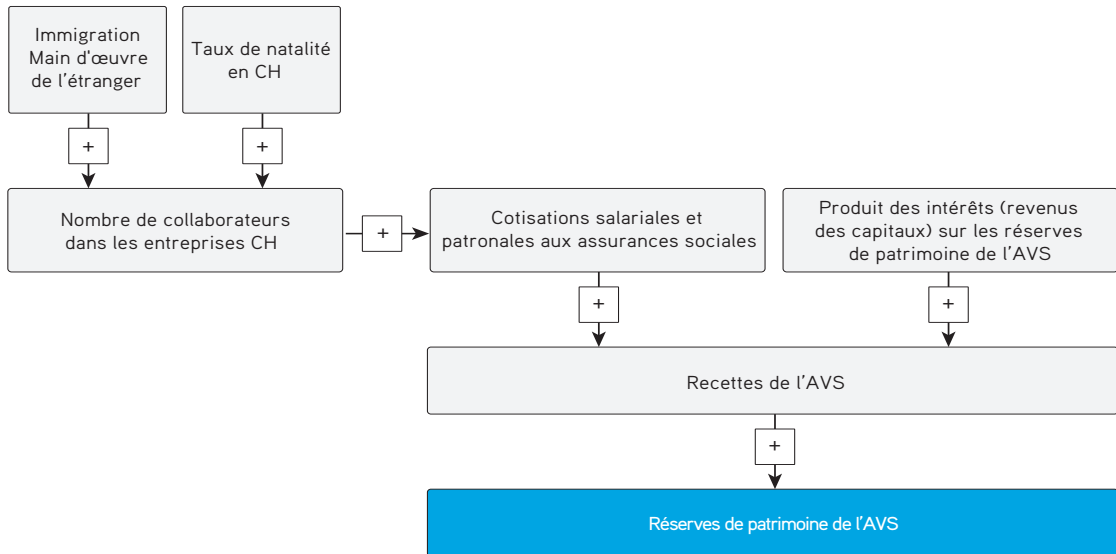 Immigration
Main d'œuvre
de l'étranger
Taux de natalité
en CH
+
+
Nombre de collaborateurs
dans les entreprises CH
+
Cotisations salariales et
patronales aux assurances sociales
Produit des intérêts (revenus
des capitaux) sur les réserves
de patrimoine de l'AVS
+
+
Recettes de l'AVS
+
Réserves de patrimoine de l'AVS